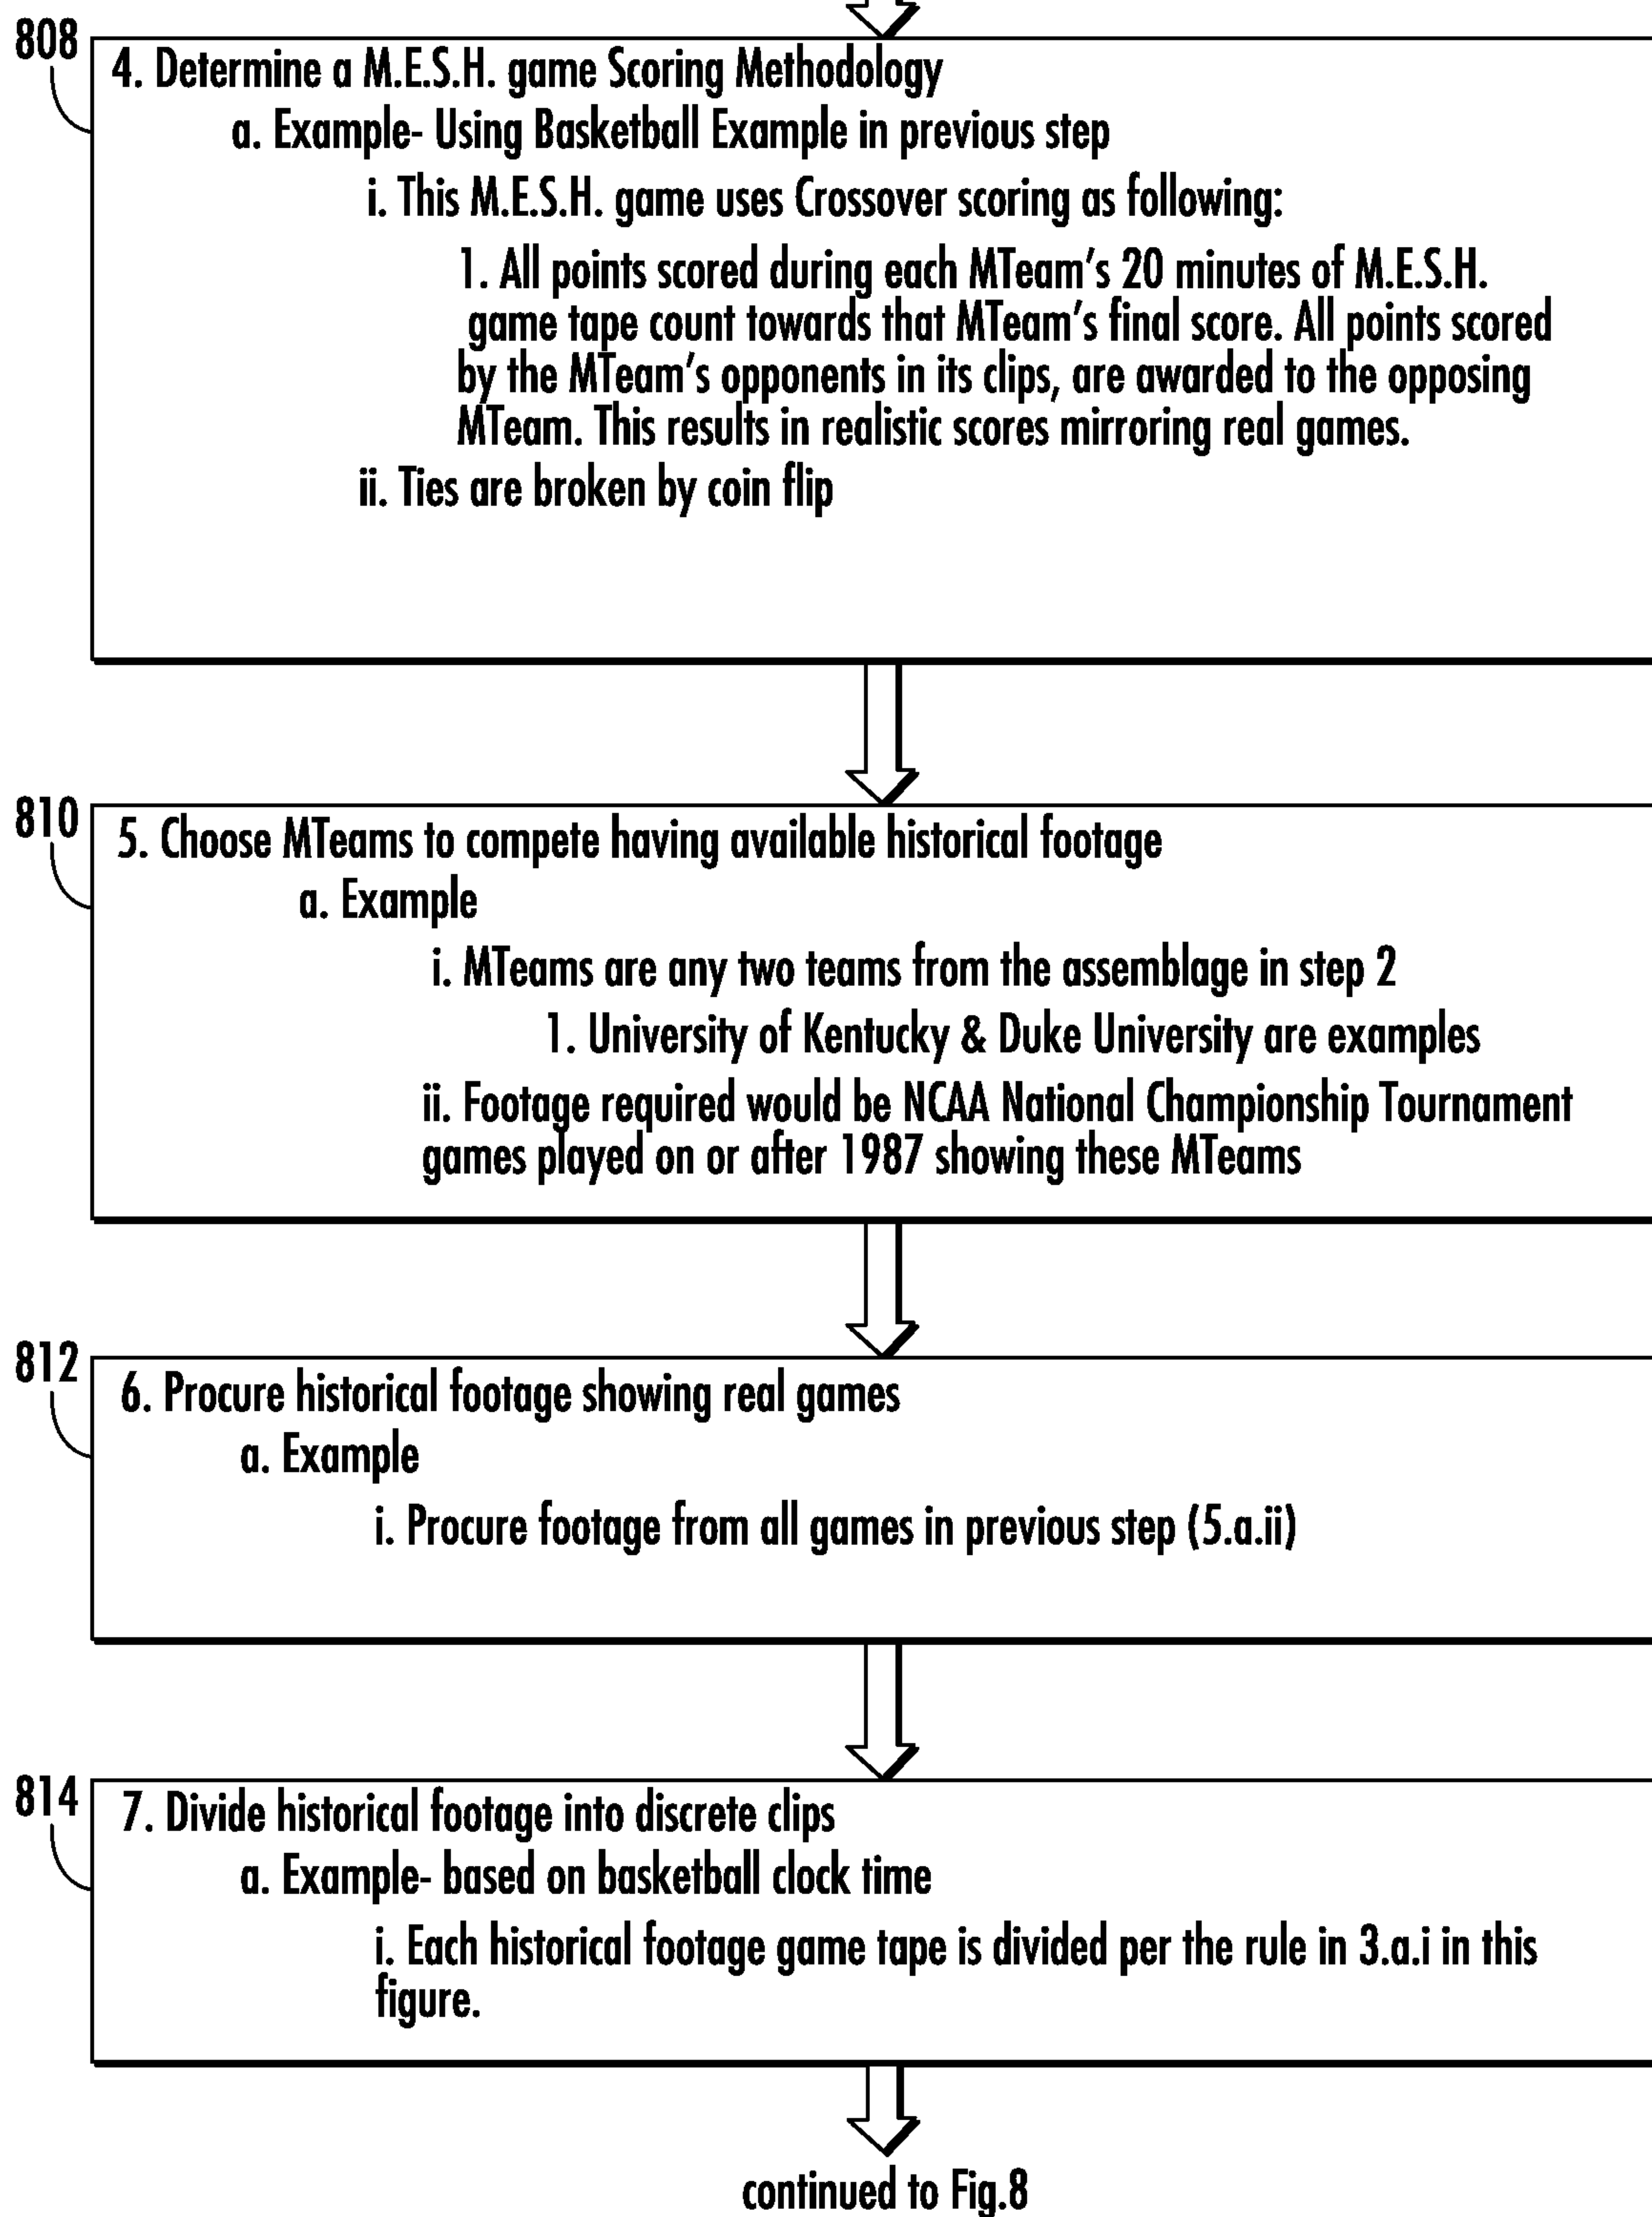 808
4. Determine a M.E.S.H. game Scoring Methodology
a. Example- Using Basketball Example in previous step
i. This M.E.S.H. game uses Crossover scoring as following:
1. All points scored during each MTeam's 20 minutes of M.E.S.H.
game tape count towards that MTeam's final score. All points scored
by the MTeam's opponents in its clips, are awarded to the opposing
MTeam. This results in realistic scores mirroring real games.
ii. Ties are broken by coin flip
810
5. Choose MTeams to compete having available historical footage
a. Example
i. MTeams are any two teams from the assemblage in step 2
1. University of Kentucky & Duke University are examples
ii. Footage required would be NCAA National Championship Tournament
games played on or after 1987 showing these MTeams
812
6. Procure historical footage showing real games
a. Example
i. Procure footage from all games in previous step (5.a.ii)
814
7. Divide historical footage into discrete clips
a. Example- based on basketball clock time
i. Each historical footage game tape is divided per the rule in 3.a.i in this
figure.
continued to Fig.8